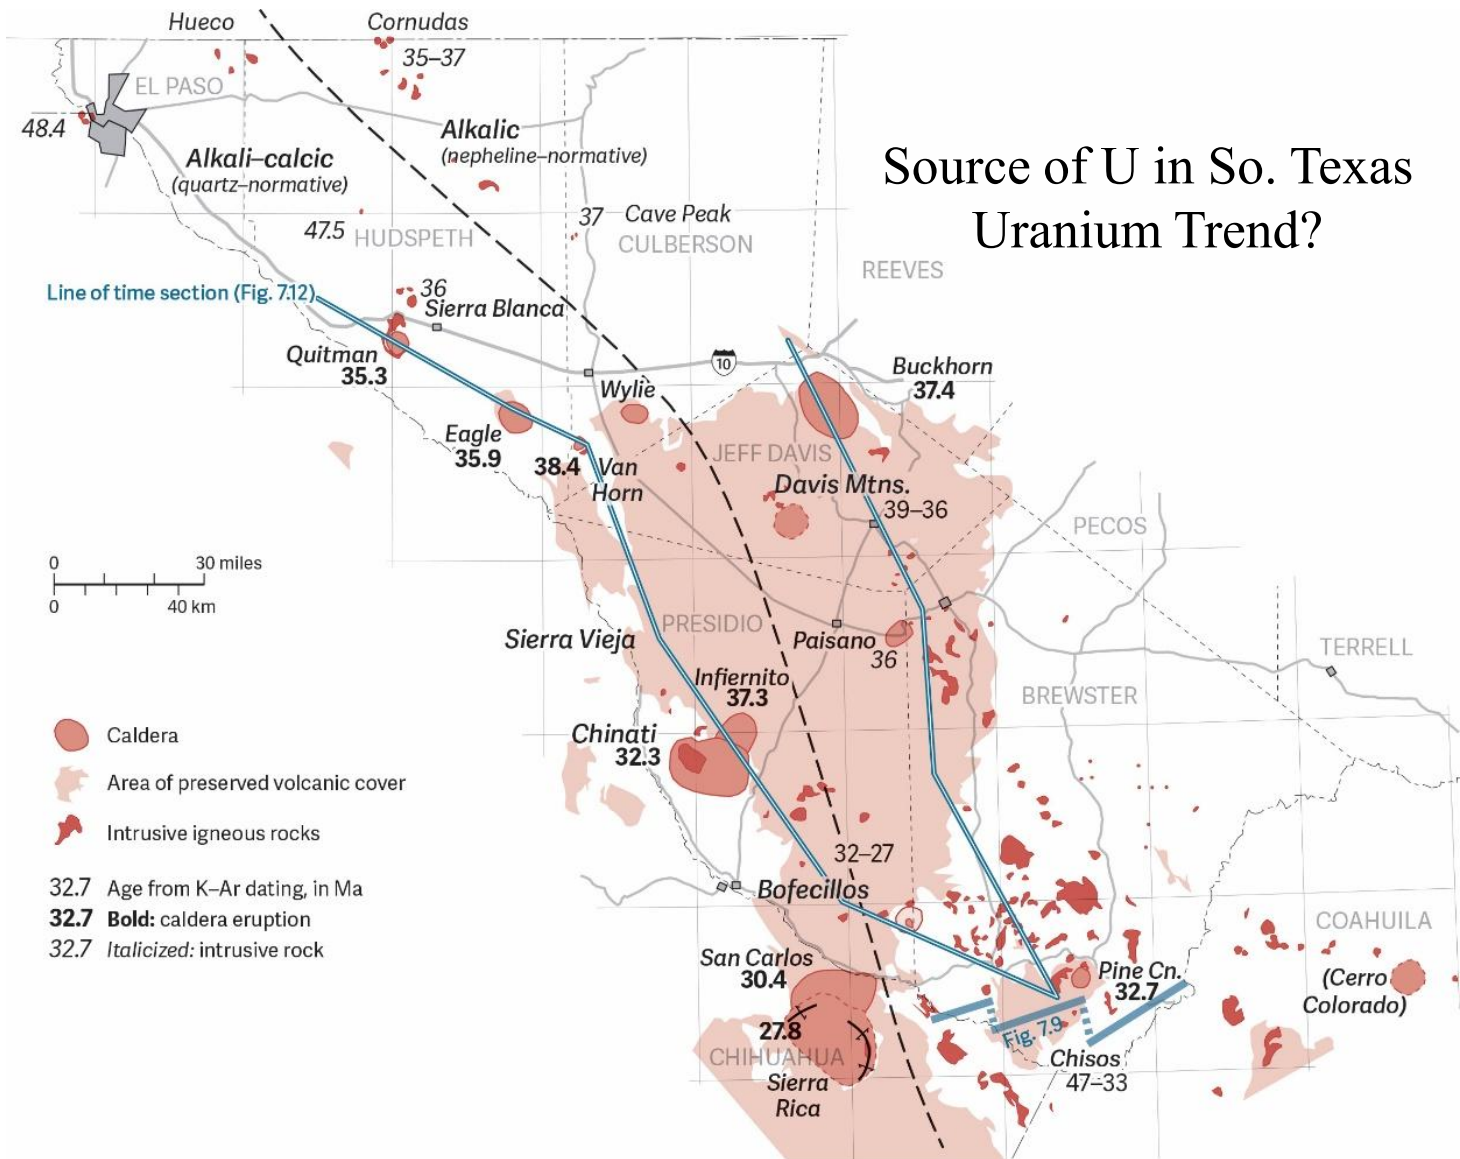 Hueco
Cornudas
35–37
EL PASO
48.4
Alkalic
(nepheline–normative)
Alkali–calcic
(quartz–normative)
Source of U in So. Texas
Uranium Trend?
47.5
HUDSPETH
37
Cave Peak
CULBERSON
REEVES
Line of time section (Fig. 7.12)
36
Sierra Blanca
Quitman
35.3
10
Buckhorn
37.4
Wylie
Eagle
35.9
38.4
Van
Horn
JEFF DAVIS
Davis Mtns.
39–36
PECOS
0
30 miles
0
40 km
Sierra Vieja
PRESIDIO
Paisano
36
TERRELL
Infiernito
37.3
BREWSTER
Chinati
32.3
Caldera
Area of preserved volcanic cover
Intrusive igneous rocks
32.7 Age from K–Ar dating, in Ma
32.7 Bold: caldera eruption
32.7 Italicized: intrusive rock
32–27
Bofecillos
COAHUILA
San Carlos
30.4
Pine Cn.
32.7
(Cerro
Colorado)
27.8
CHIHUAHUA
Sierra
Rica
Fig. 7.9
Chisos
47–33